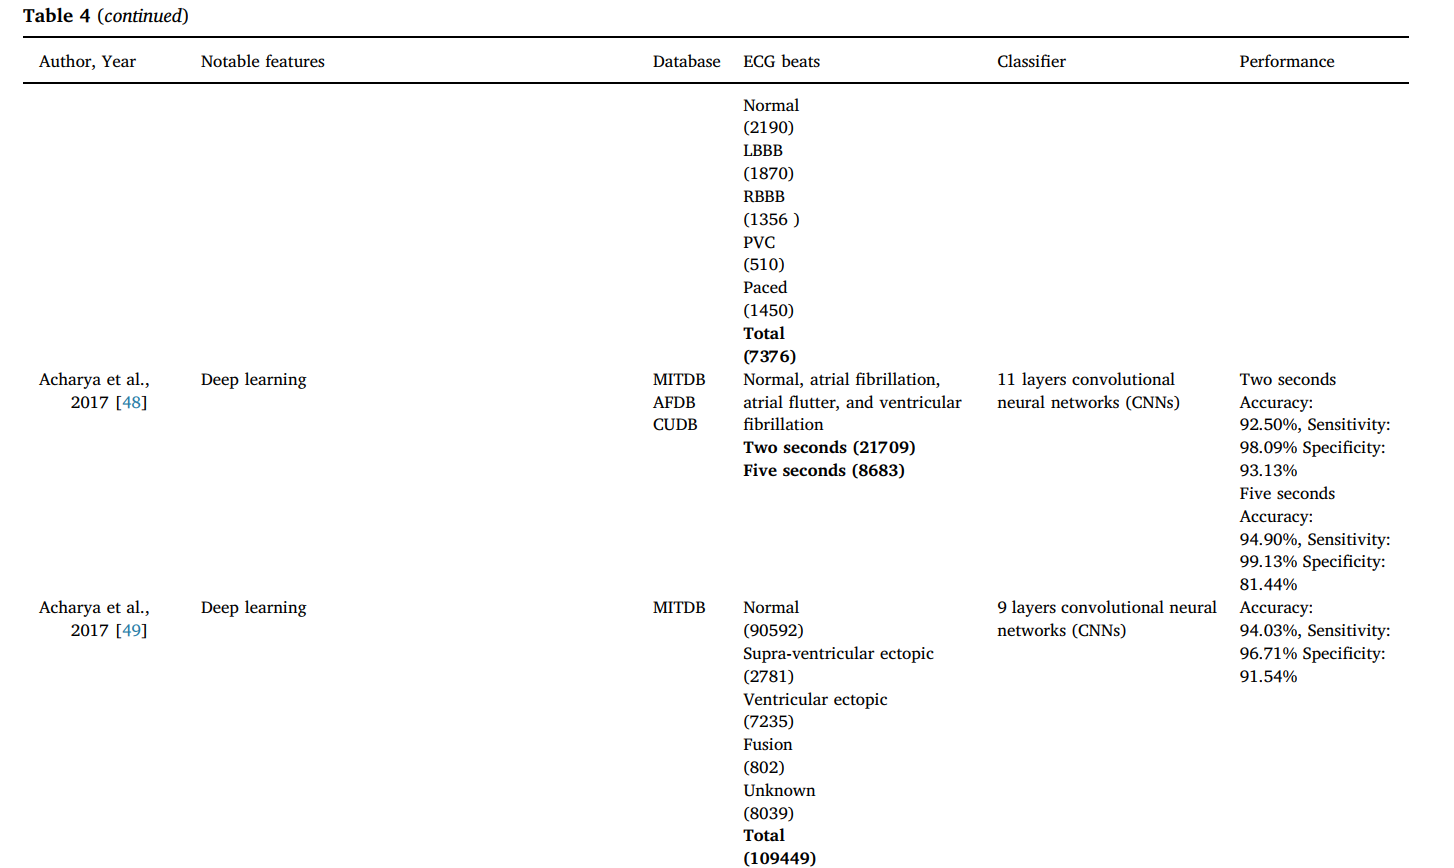 Table 4 (continued)
Author, Year Notable features Database ECG beats Classifier Performance
Normal
(2190)
LBBB
(1870)
RBBB
(1356 )
PVC
(510)
Paced
(1450)
Total
(7376)
Acharya et al., Deep learning MITDB Normal, atrial fibrillation, 11 layers convolutional Two seconds
2017 [48] AFDB atrial flutter, and ventricular neural networks (CNNs) Accuracy:
CUDB fibrillation 92.50%, Sensitivity:
Two seconds (21709) 98.09% Specificity:
Five seconds (8683) 93.13%
Five seconds
Accuracy:
94.90%, Sensitivity:
99.13% Specificity:
81.44%
Acharya et al., Deep learning MITDB Normal 9 layers convolutional neural Accuracy:
2017 [49] (90592) networks (CNNs) 94.03%, Sensitivity:
Supra-ventricular ectopic 96.71% Specificity:
(2781) 91.54%
Ventricular ectopic
(7235)
Fusion
(802)
Unknown
(8039)
Total
(109449)